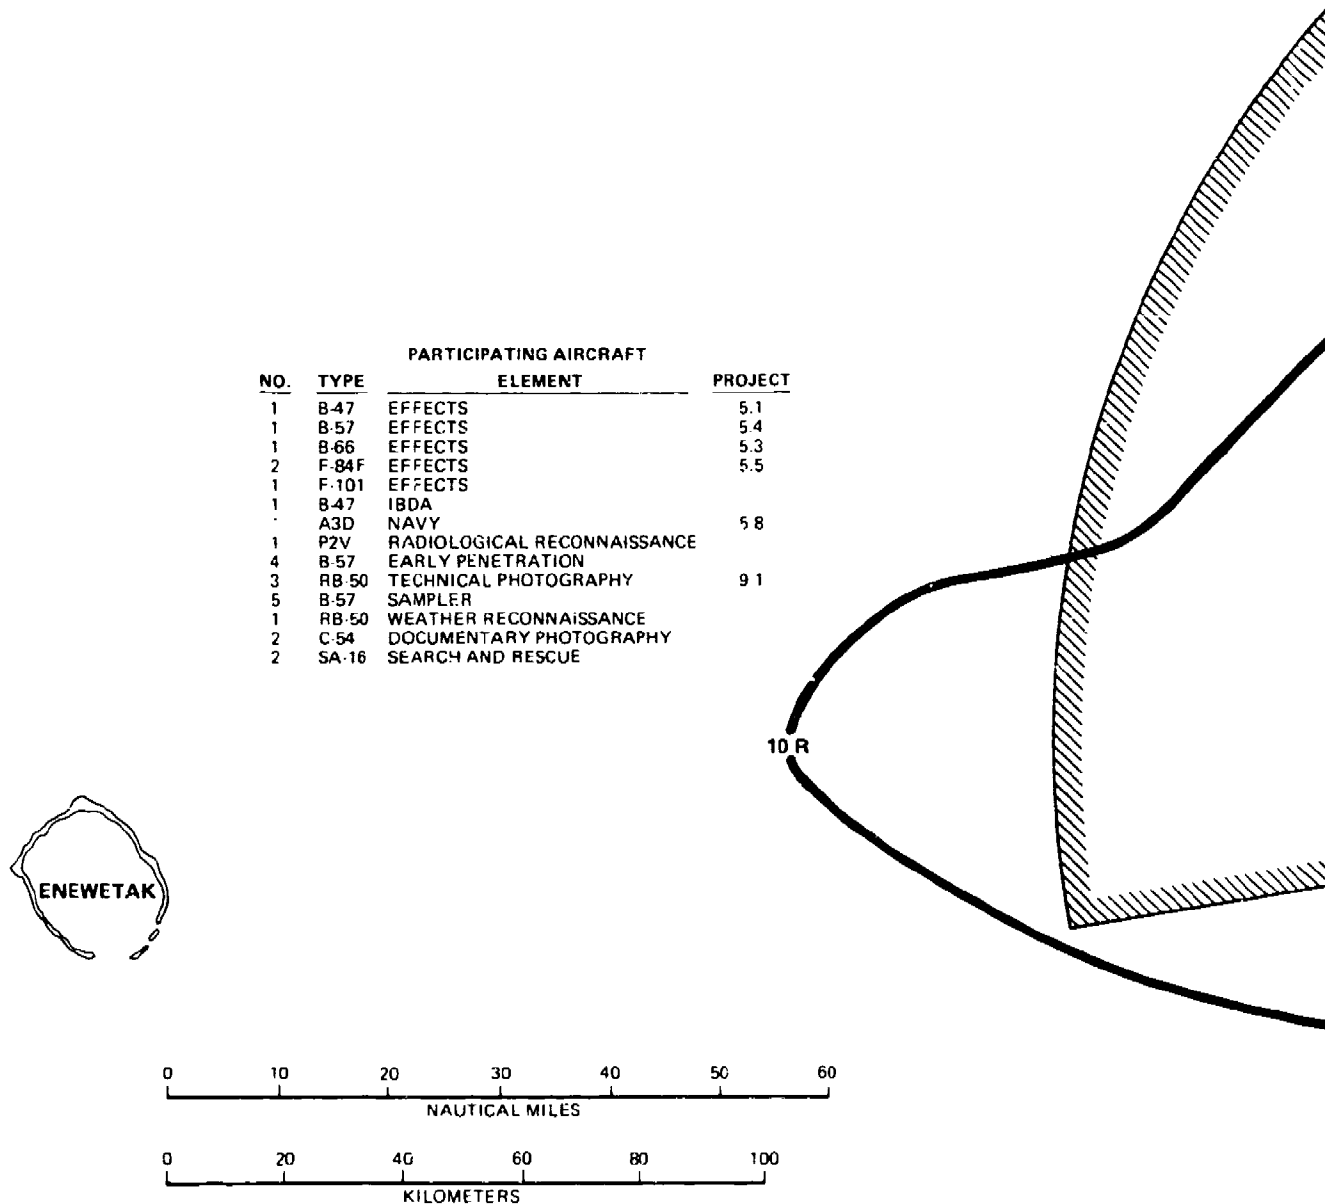 PARTICIPATING AIRCRAFT
NO. TYPE ELEMENT PROJECT
1 B-47 EFFECTS 5.1
1 B-57 EFFECTS 5.4
1 B-66 EFFECTS 5.3
2 F-84F EFFECTS 5.5
1 F-101 EFFECTS
1 B-47 IBDA
A3D NAVY 5 8
1 P2V RADIOLOGICAL RECONNAISSANCE
4 B-57 EARLY PENETRATION
3 RB-50 TECHNICAL PHOTOGRAPHY 9 1
5 B-57 SAMPLER
1 RB-50 WEATHER RECONNAISSANCE
2 C-54 DOCUMENTARY PHOTOGRAPHY
2 SA-16 SEARCH AND RESCUE
10 R
ENEWETAK
0 10 20 30 40 50 60
NAUTICAL MILES
0 20 40 60 80 100
KILOMETERS